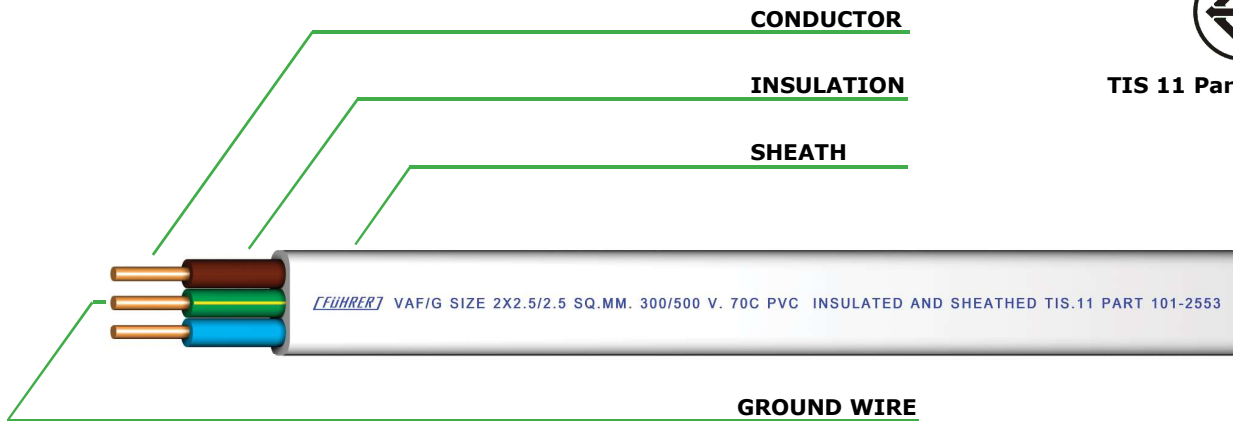 CONDUCTOR
INSULATION
TIS 11 Par
SHEATH
FÜHRER VAF/G SIZE 2X2.5/2.5 SQ.MM. 300/500 V. 70C PVC INSULATED AND SHEATHED TIS.11 PART 101-2553
GROUND WIRE